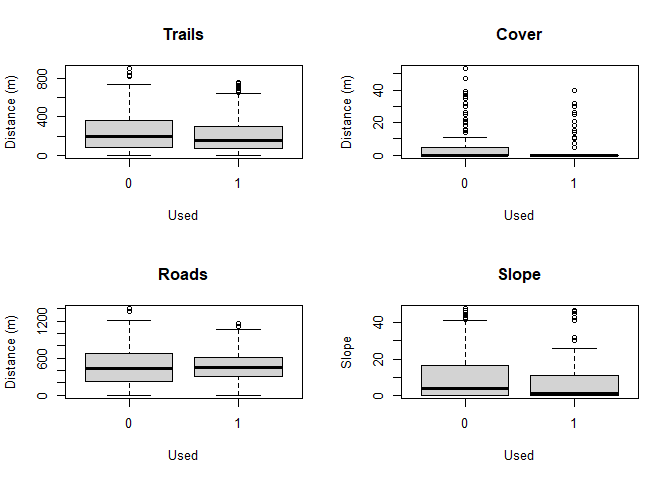 Trails
Distance (m)
0
400
800
0
1
Used
Cover
Distance (m)
0
20
40
0
1
Used
Roads
Distance (m)
0
600
1200
0
1
Used
Slope
Slope
0
20
40
0
1
Used